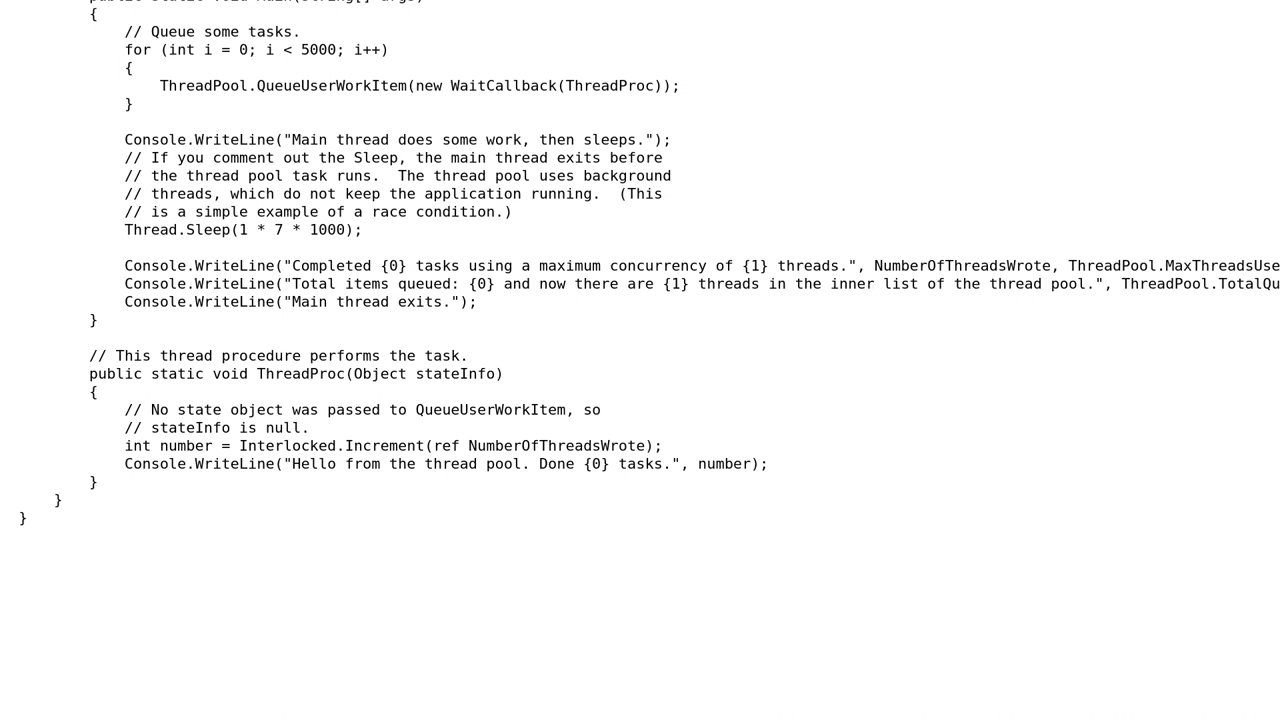 {
// Queue some tasks.
for (int i = 0; i < 5000; i++)
{
ThreadPool.QueueUserWorkItem(new WaitCallback(ThreadProc));
}
Console.WriteLine("Main thread does some work, then sleeps.");
// If you comment out the Sleep, the main thread exits before
// the thread pool task runs.  The thread pool uses background
// threads, which do not keep the application running.  (This
// is a simple example of a race condition.)
Thread.Sleep(1 * 7 * 1000);
Console.WriteLine("Completed {0} tasks using a maximum concurrency of {1} threads.", NumberOfThreadsWrote, ThreadPool.MaxThreadsUse
Console.WriteLine("Total items queued: {0} and now there are {1} threads in the inner list of the thread pool.", ThreadPool.TotalQu
Console.WriteLine("Main thread exits.");
}
// This thread procedure performs the task.
public static void ThreadProc(Object stateInfo)
{
// No state object was passed to QueueUserWorkItem, so
// stateInfo is null.
int number = Interlocked.Increment(ref NumberOfThreadsWrote);
Console.WriteLine("Hello from the thread pool. Done {0} tasks.", number);
}
}
}